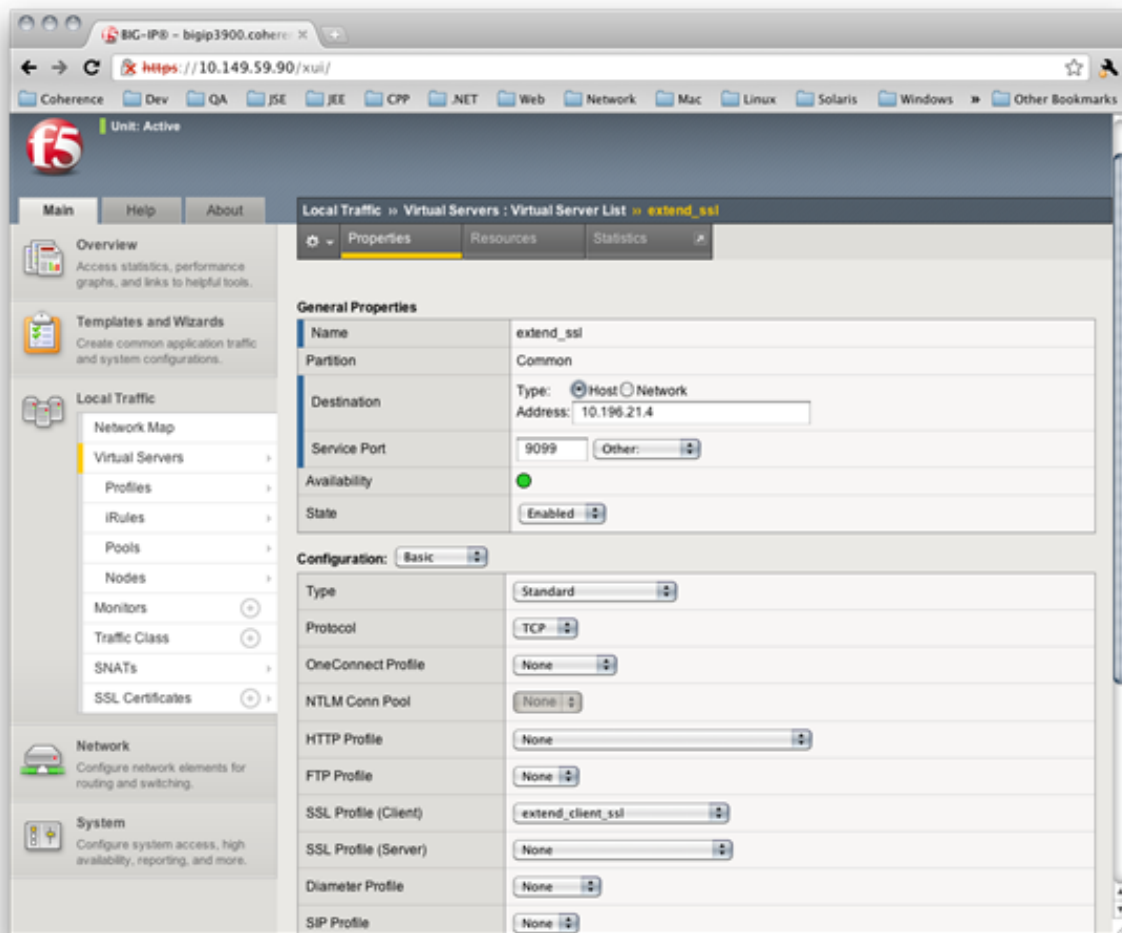 BIG-IP® – bigip3900.coheren
https://10.149.59.90/xui/
Coherence Dev QA JSE JEE CPP .NET Web Network Mac Linux Solaris Windows » Other Bookmarks
f5
Unit: Active
Main Help About
Local Traffic ›› Virtual Servers : Virtual Server List ›› extend_ssl
Properties Resources Statistics
Overview
Access statistics, performance
graphs, and links to helpful tools.
Templates and Wizards
Create common application traffic
and system configurations.
Local Traffic
Network Map
Virtual Servers
Profiles
iRules
Pools
Nodes
Monitors
Traffic Class
SNATs
SSL Certificates
Network
Configure network elements for
routing and switching.
System
Configure system access, high
availability, reporting, and more.
General Properties
Name extend_ssl
Partition Common
Destination Type: Host Network
Address: 10.196.21.4
Service Port 9099 Other:
Availability
State Enabled
Configuration: Basic
Type Standard
Protocol TCP
OneConnect Profile None
NTLM Conn Pool None
HTTP Profile None
FTP Profile None
SSL Profile (Client) extend_client_ssl
SSL Profile (Server) None
Diameter Profile None
SIP Profile None